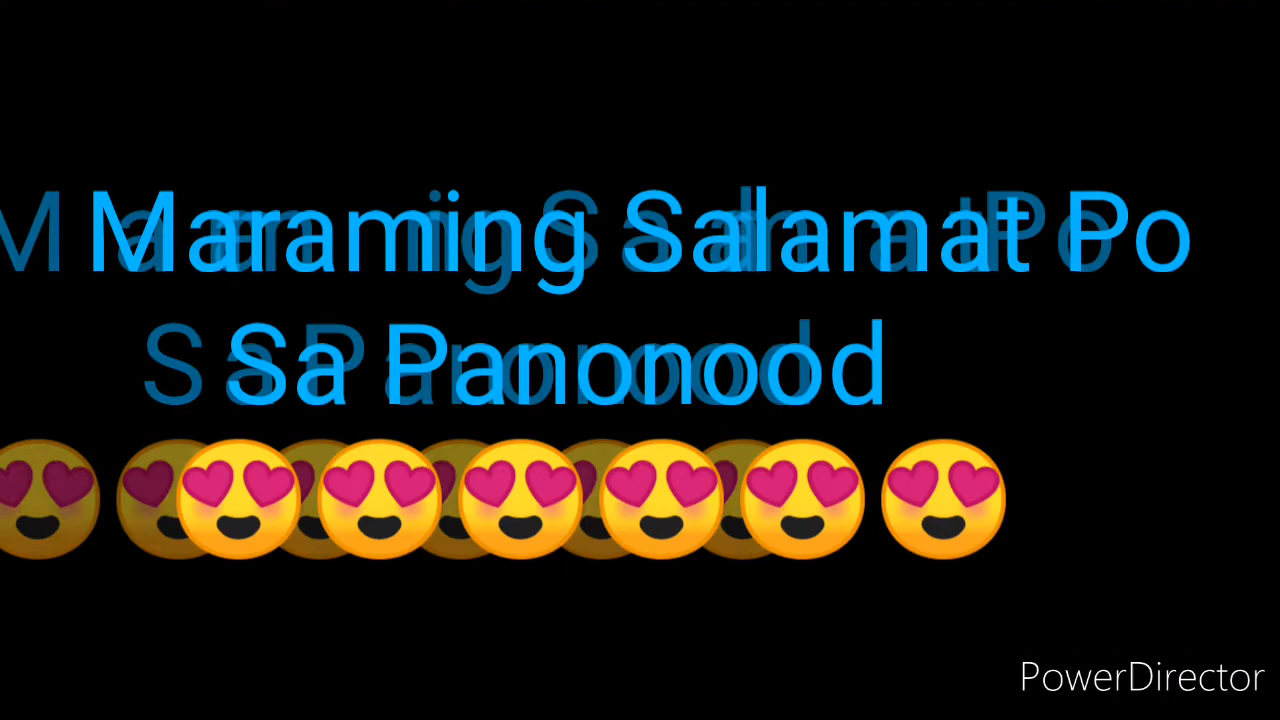 Maraming Salamat Po
Sa Panonood
😍😍😍😍😍😍
PowerDirector